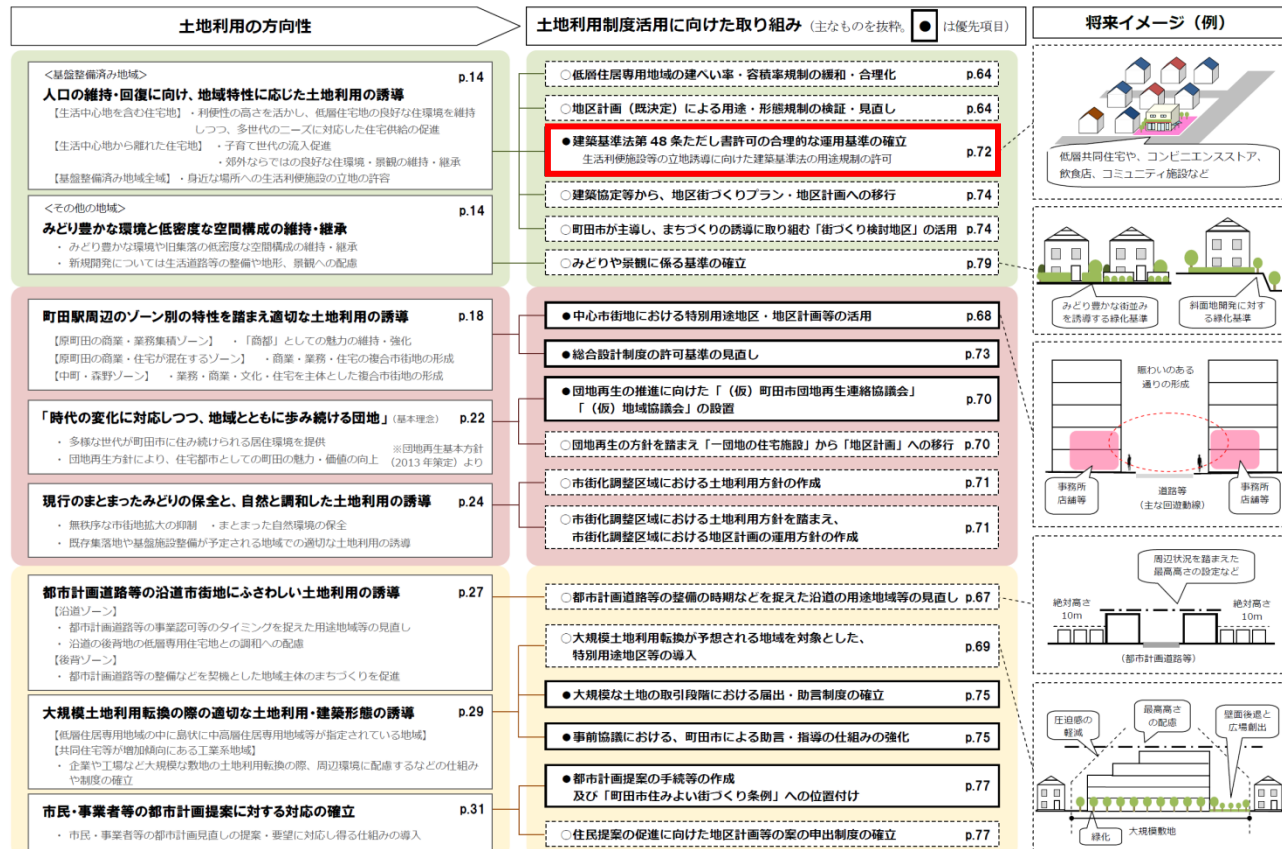 土地利用の方向性
土地利用制度活用に向けた取り組み（主なものを抜粋。●は優先項目）
将来イメージ（例）
＜基盤整備済み地域＞ p.14
人口の維持・回復に向け、地域特性に応じた土地利用の誘導
【生活中心地を含む住宅地】・利便性の高さを活かし、低層住宅地の良好な住環境を維持
しつつ、多世代のニーズに対応した住宅供給の促進
【生活中心地から離れた住宅地】・子育て世代の流入促進
・郊外ならではの良好な住環境・景観の維持・継承
【基盤整備済み地域全域】・身近な場所への生活利便施設の立地の許容
＜その他の地域＞ p.14
みどり豊かな環境と低密度な空間構成の維持・継承
・ みどり豊かな環境や旧集落の低密度な空間構成の維持・継承
・ 新規開発については生活道路等の整備や地形、景観への配慮
○低層住居専用地域の建ぺい率・容積率規制の緩和・合理化 p.64
○地区計画（既決定）による用途・形態規制の検証・見直し p.64
●建築基準法第 48 条ただし書許可の合理的な運用基準の確立
生活利便施設等の立地誘導に向けた建築基準法の用途規制の許可 p.72
○建築協定等から、地区街づくりプラン・地区計画への移行 p.74
○町田市が主導し、まちづくりの誘導に取り組む「街づくり検討地区」の活用 p.74
○みどりや景観に係る基準の確立 p.79
低層共同住宅や、コンビニエンスストア、
飲食店、コミュニティ施設など
みどり豊かな街並み
を誘導する緑化基準
斜面地開発に対す
る緑化基準
町田駅周辺のゾーン別の特性を踏まえ適切な土地利用の誘導 p.18
【原町田の商業・業務集積ゾーン】 ・「商都」としての魅力の維持・強化
【原町田の商業・住宅が混在するゾーン】 ・商業・業務・住宅の複合市街地の形成
【中町・森野ゾーン】 ・業務・商業・文化・住宅を主体とした複合市街地の形成
「時代の変化に対応しつつ、地域とともに歩み続ける団地」（基本理念） p.22
・ 多様な世代が町田市に住み続けられる居住環境を提供
・ 団地再生方針により、住宅都市としての町田の魅力・価値の向上
※団地再生基本方針
（2013 年策定）より
現行のまとまったみどりの保全と、自然と調和した土地利用の誘導 p.24
・ 無秩序な市街地拡大の抑制 ・まとまった自然環境の保全
・ 既存集落地や基盤施設整備が予定される地域での適切な土地利用の誘導
●中心市街地における特別用途地区・地区計画等の活用 p.68
●総合設計制度の許可基準の見直し p.73
●団地再生の推進に向けた「（仮）町田市団地再生連絡協議会」
「（仮）地域協議会」の設置 p.70
○団地再生の方針を踏まえ「一団地の住宅施設」から「地区計画」への移行 p.70
○市街化調整区域における土地利用方針の作成 p.71
○市街化調整区域における土地利用方針を踏まえ、
市街化調整区域における地区計画の運用方針の作成 p.71
賑わいのある
通りの形成
事務所
店舗等
道路等
（主な回遊動線）
事務所
店舗等
都市計画道路等の沿道市街地にふさわしい土地利用の誘導 p.27
【沿道ゾーン】
・ 都市計画道路等の事業認可等のタイミングを捉えた用途地域等の見直し
・ 沿道の後背地の低層専用住宅地との調和への配慮
【後背ゾーン】
・ 都市計画道路等の整備などを契機とした地域主体のまちづくりを促進
大規模土地利用転換の際の適切な土地利用・建築形態の誘導 p.29
【低層住居専用地域の中に島状に中高層住居専用地域等が指定されている地域】
【共同住宅等が増加傾向にある工業系地域】
・ 企業や工場など大規模な敷地の土地利用転換の際、周辺環境に配慮するなどの仕組み
や制度の確立
市民・事業者等の都市計画提案に対する対応の確立 p.31
・ 市民・事業者等の都市計画見直しの提案・要望に対応し得る仕組みの導入
○都市計画道路等の整備の時期などを捉えた沿道の用途地域等の見直し p.67
○大規模土地利用転換が予想される地域を対象とした、
特別用途地区等の導入 p.69
●大規模な土地の取引段階における届出・助言制度の確立 p.75
●事前協議における、町田市による助言・指導の仕組みの強化 p.75
●都市計画提案の手続等の作成
及び「町田市住みよい街づくり条例」への位置付け p.77
○住民提案の促進に向けた地区計画等の案の申出制度の確立 p.77
周辺状況を踏まえた
最高高さの設定など
絶対高さ
10m
絶対高さ
10m
（都市計画道路等）
圧迫感の
軽減
最高高さ
の配慮
壁面後退と
広場創出
緑化
大規模敷地